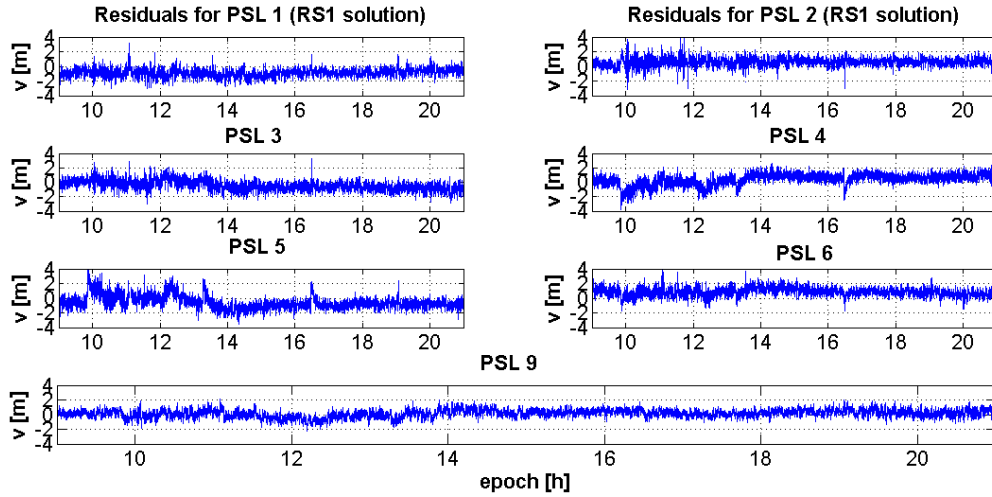 Residuals for PSL 1 (RS1 solution)
v [m]
4
2
0
-2
-4
10 12 14 16 18 20
Residuals for PSL 2 (RS1 solution)
v [m]
4
2
0
-2
-4
10 12 14 16 18 20
PSL 3
v [m]
4
2
0
-2
-4
10 12 14 16 18 20
PSL 4
v [m]
4
2
0
-2
-4
10 12 14 16 18 20
PSL 5
v [m]
4
2
0
-2
-4
10 12 14 16 18 20
PSL 6
v [m]
4
2
0
-2
-4
10 12 14 16 18 20
PSL 9
v [m]
4
2
0
-2
-4
10 12 14 16 18 20
epoch [h]